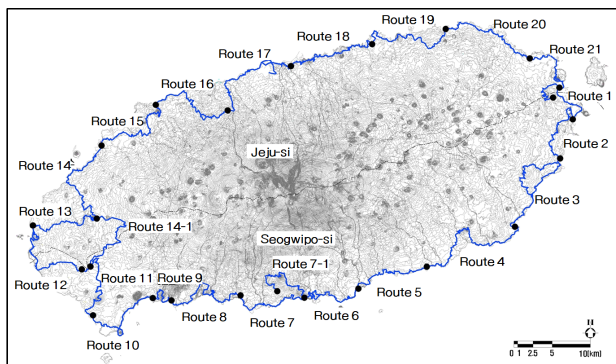 Route 19
Route 20
Route 18
Route 17
Route 21
Route 16
Route 1
Route 15
Route 2
Jeju-si
Route 14
Route 3
Route 13
Route 14-1
Seogwipo-si
Route 4
Route 7-1
Route 12
Route 11
Route 9
Route 5
Route 8
Route 7
Route 6
Route 10
N
0 1 2.5 5 10(km)